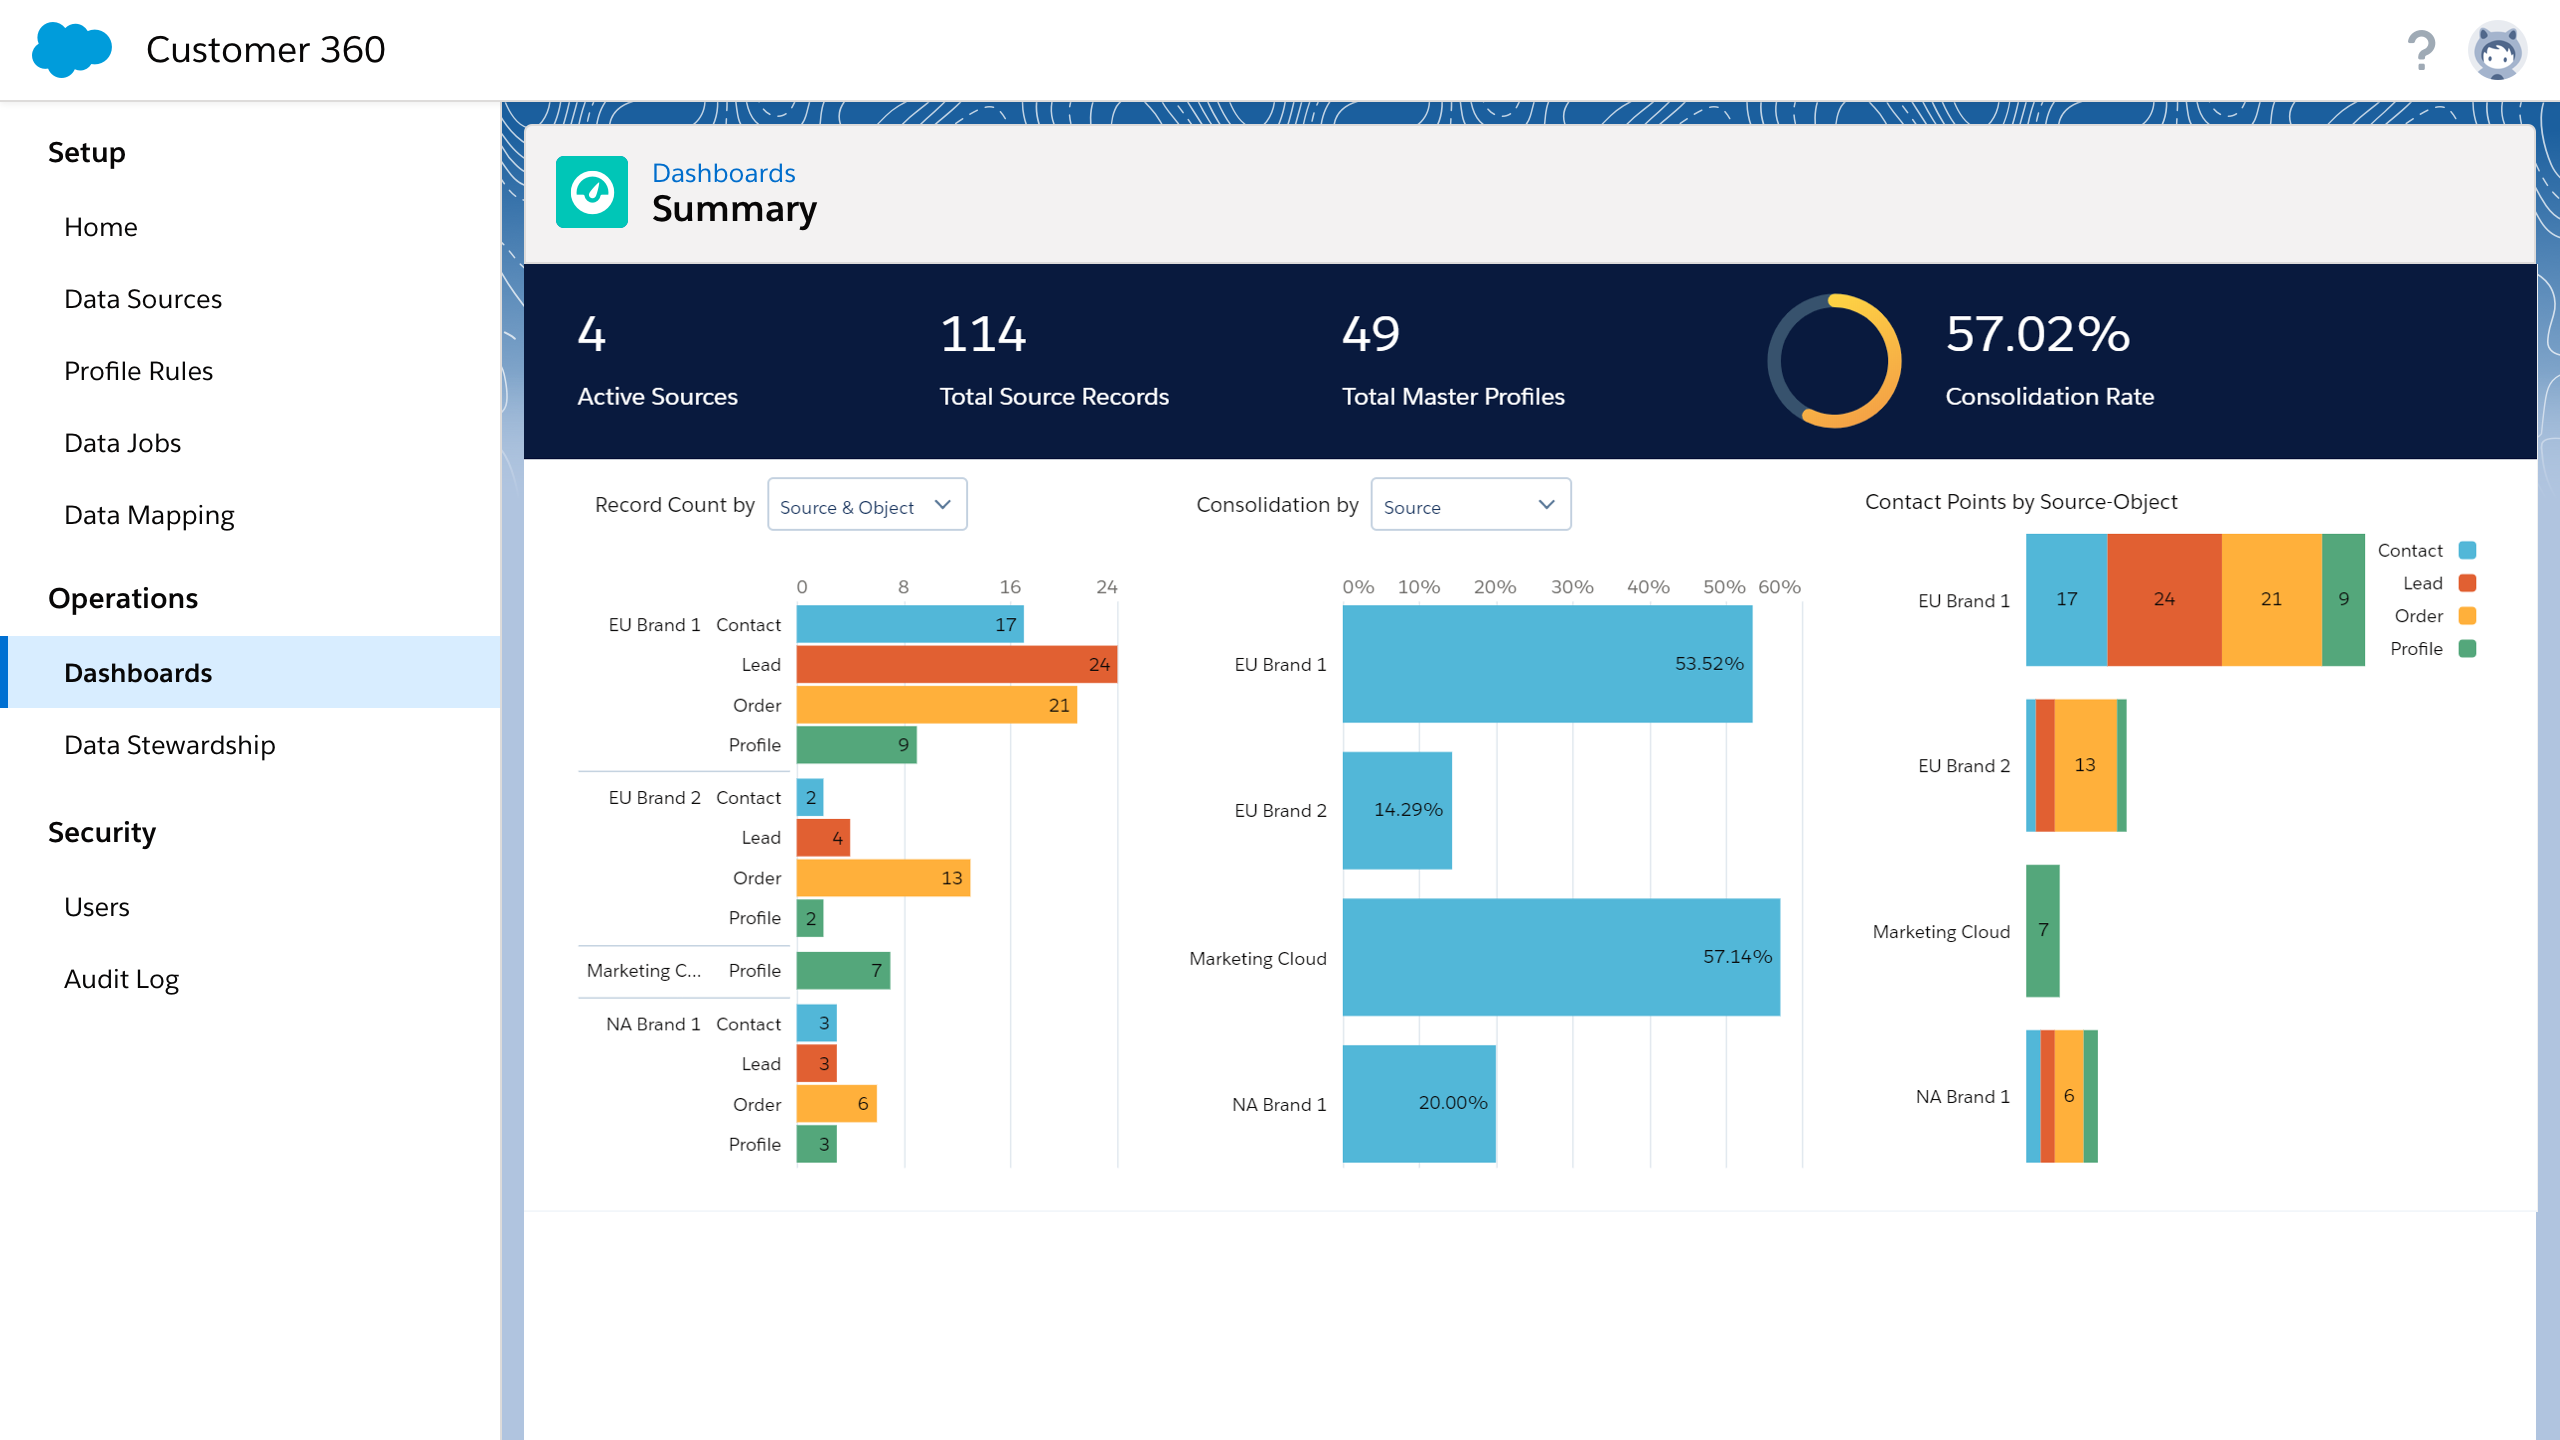 Customer 360
?
Setup
Home
Data Sources
Profile Rules
Data Jobs
Data Mapping
Operations
Dashboards
Data Stewardship
Security
Users
Audit Log
Dashboards
Summary
4
Active Sources
114
Total Source Records
49
Total Master Profiles
57.02%
Consolidation Rate
Record Count by Source & Object
0 8 16 24
EU Brand 1 Contact 17
Lead 24
Order 21
Profile 9
EU Brand 2 Contact 2
Lead 4
Order 13
Profile 2
Marketing C... Profile 7
NA Brand 1 Contact 3
Lead 3
Order 6
Profile 3
Consolidation by Source
0% 10% 20% 30% 40% 50% 60%
EU Brand 1 53.52%
EU Brand 2 14.29%
Marketing Cloud 57.14%
NA Brand 1 20.00%
Contact Points by Source-Object
Contact
Lead
Order
Profile
EU Brand 1 17 24 21 9
EU Brand 2 13
Marketing Cloud 7
NA Brand 1 6